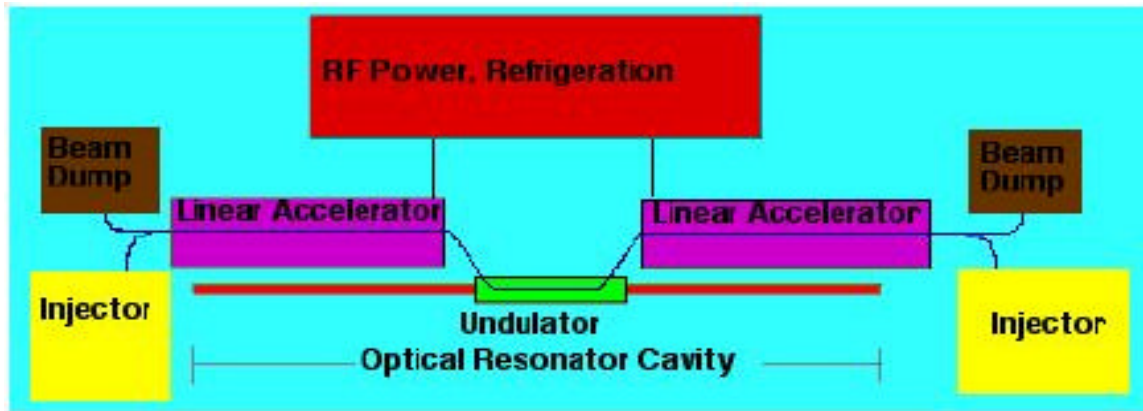 RF Power, Refrigeration
Beam
Dump
Beam
Dump
Linear Accelerator
Linear Accelerator
Injector
Injector
Undulator
Optical Resonator Cavity